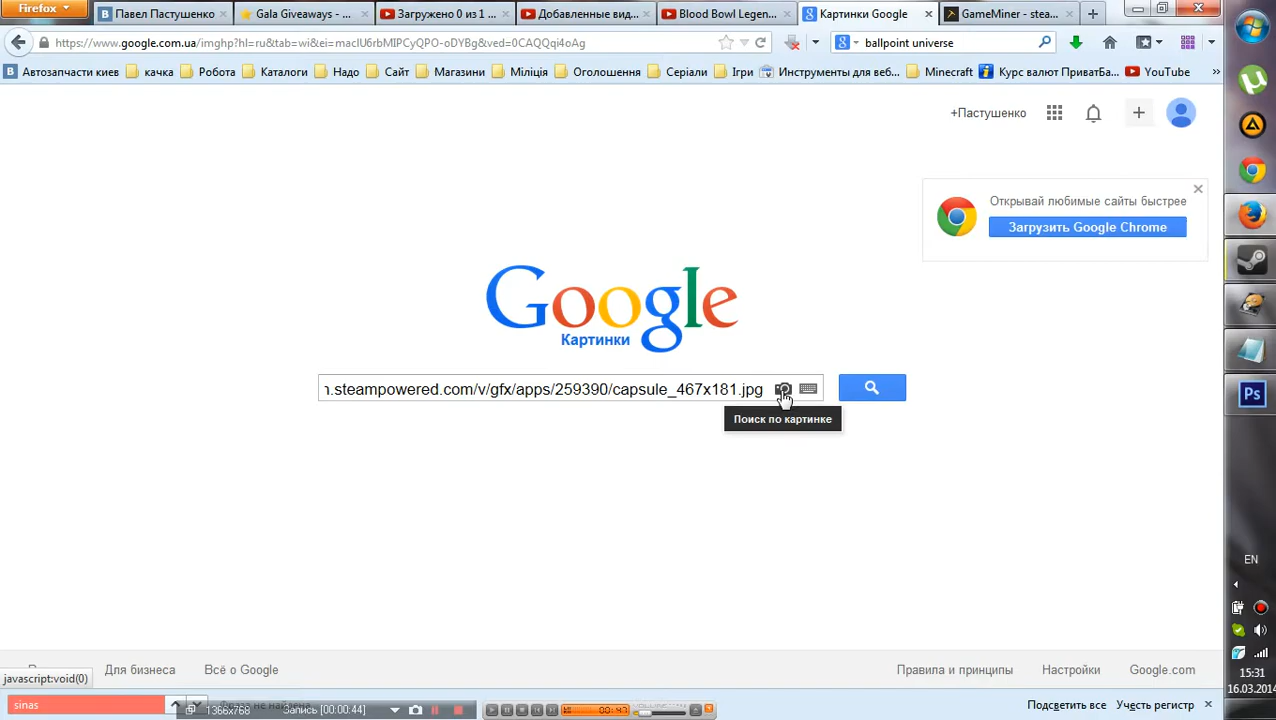 Firefox
Павел Пастушенко
Gala Giveaways - ...
Загружено 0 из 1 ...
Добавленные вид...
Blood Bowl Legen...
Картинки Google
GameMiner - stea...
https://www.google.com.ua/imghp?hl=ru&tab=wi&ei=maclU6rbMIPCyQPO-oDYBg&ved=0CAQQqi4oAg
ballpoint universe
Автозапчасти киев
качка
Робота
Каталоги
Надо
Сайт
Магазини
Міліція
Оголошення
Серіали
Ігри
Инструменты для веб...
Minecraft
Курс валют ПриватБа...
YouTube
+Пастушенко
Открывай любимые сайты быстрее
Загрузить Google Chrome
Google
Картинки
.steampowered.com/v/gfx/apps/259390/capsule_467x181.jpg
Поиск по картинке
Ps
EN
Для бизнеса
Всё о Google
Правила и принципы
Настройки
Google.com
javascript:void(0)
15:31
16.03.2014
sinas
Подсветить все
Учесть регистр
1366x768
Запись [00:00:44]
00:47